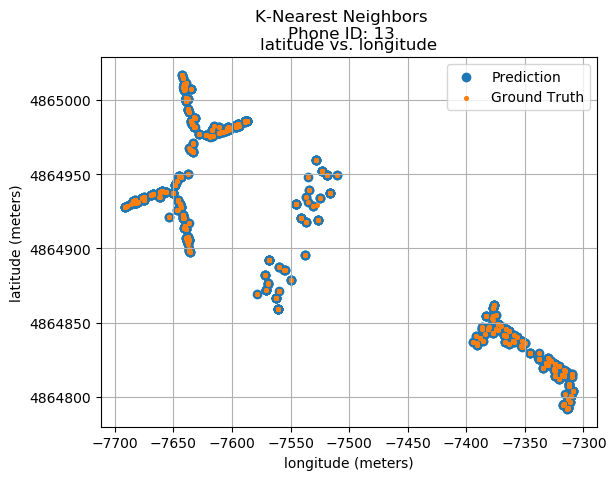 K-Nearest Neighbors
Phone ID: 13
latitude vs. longitude
Prediction
Ground Truth
4865000
4864950
4864900
4864850
4864800
latitude (meters)
−7700 −7650 −7600 −7550 −7500 −7450 −7400 −7350 −7300
longitude (meters)